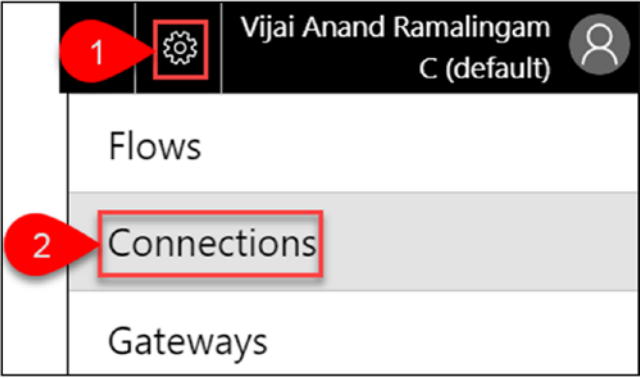 1
Vijai Anand Ramalingam
C (default)
Flows
2
Connections
Gateways